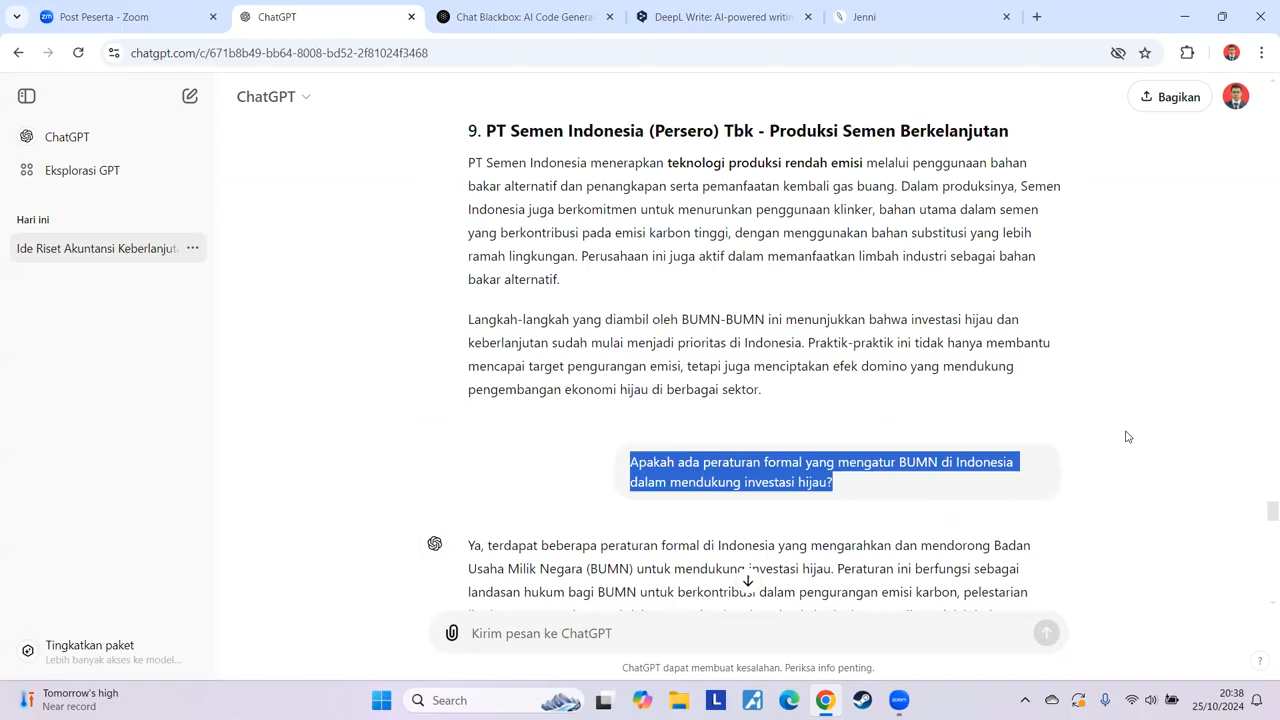 Post Peserta - Zoom
ChatGPT
Chat Blackbox: AI Code Genera
DeepL Write: AI-powered writin
Jenni
chatgpt.com/c/671b8b49-bb64-8008-bd52-2f81024f3468
ChatGPT
Bagikan
ChatGPT
Eksplorasi GPT
Hari ini
Ide Riset Akuntansi Keberlanjut
9. PT Semen Indonesia (Persero) Tbk - Produksi Semen Berkelanjutan
PT Semen Indonesia menerapkan teknologi produksi rendah emisi melalui penggunaan bahan
bakar alternatif dan penangkapan serta pemanfaatan kembali gas buang. Dalam produksinya, Semen
Indonesia juga berkomitmen untuk menurunkan penggunaan klinker, bahan utama dalam semen
yang berkontribusi pada emisi karbon tinggi, dengan menggunakan bahan substitusi yang lebih
ramah lingkungan. Perusahaan ini juga aktif dalam memanfaatkan limbah industri sebagai bahan
bakar alternatif.
Langkah-langkah yang diambil oleh BUMN-BUMN ini menunjukkan bahwa investasi hijau dan
keberlanjutan sudah mulai menjadi prioritas di Indonesia. Praktik-praktik ini tidak hanya membantu
mencapai target pengurangan emisi, tetapi juga menciptakan efek domino yang mendukung
pengembangan ekonomi hijau di berbagai sektor.
Apakah ada peraturan formal yang mengatur BUMN di Indonesia
dalam mendukung investasi hijau?
Ya, terdapat beberapa peraturan formal di Indonesia yang mengarahkan dan mendorong Badan
Usaha Milik Negara (BUMN) untuk mendukung investasi hijau. Peraturan ini berfungsi sebagai
landasan hukum bagi BUMN untuk berkontribusi dalam pengurangan emisi karbon, pelestarian
Kirim pesan ke ChatGPT
ChatGPT dapat membuat kesalahan. Periksa info penting.
Tingkatkan paket
Lebih banyak akses ke model...
?
Tomorrow's high
Near record
Search
20:38
25/10/2024